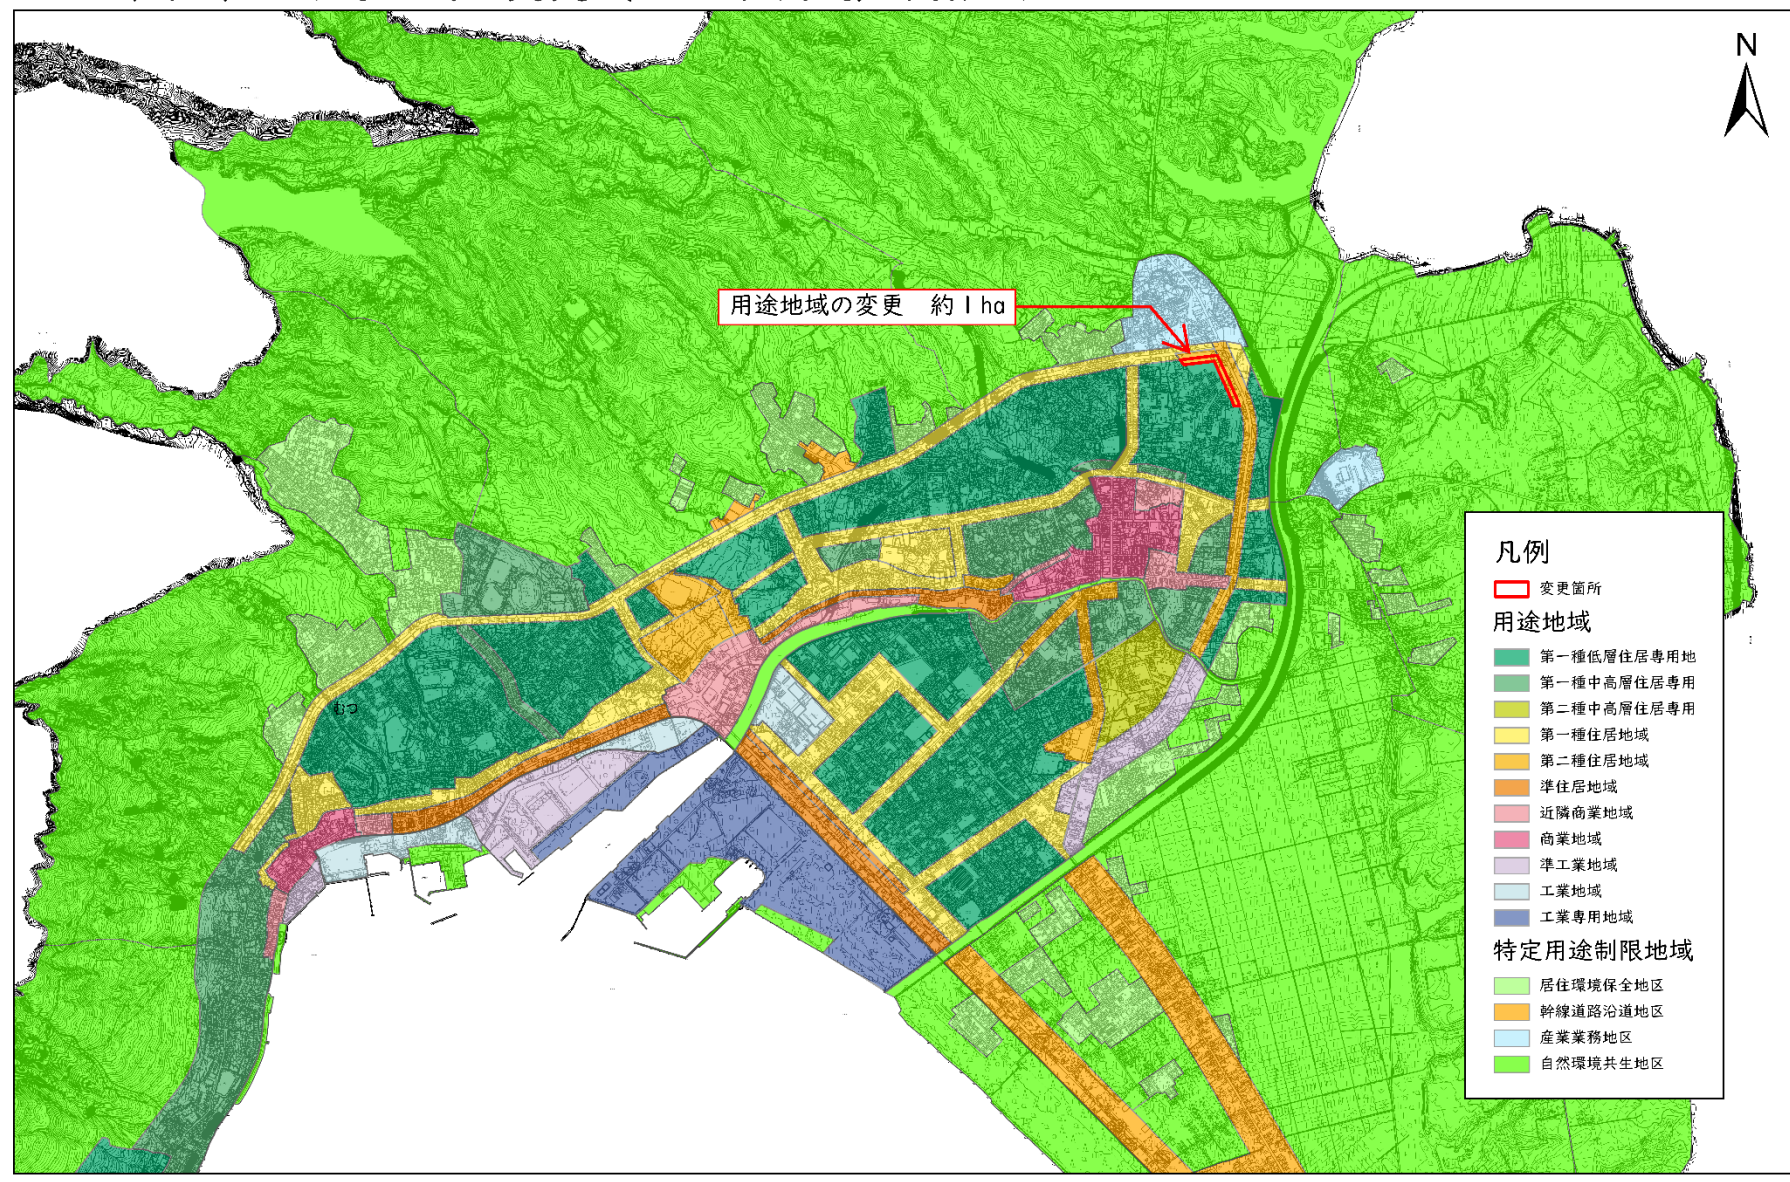 N
用途地域の変更　約1ha
むつ
凡例
変更箇所
用途地域
第一種低層住居専用地
第一種中高層住居専用
第二種中高層住居専用
第一種住居地域
第二種住居地域
準住居地域
近隣商業地域
商業地域
準工業地域
工業地域
工業専用地域
特定用途制限地域
居住環境保全地区
幹線道路沿道地区
産業業務地区
自然環境共生地区